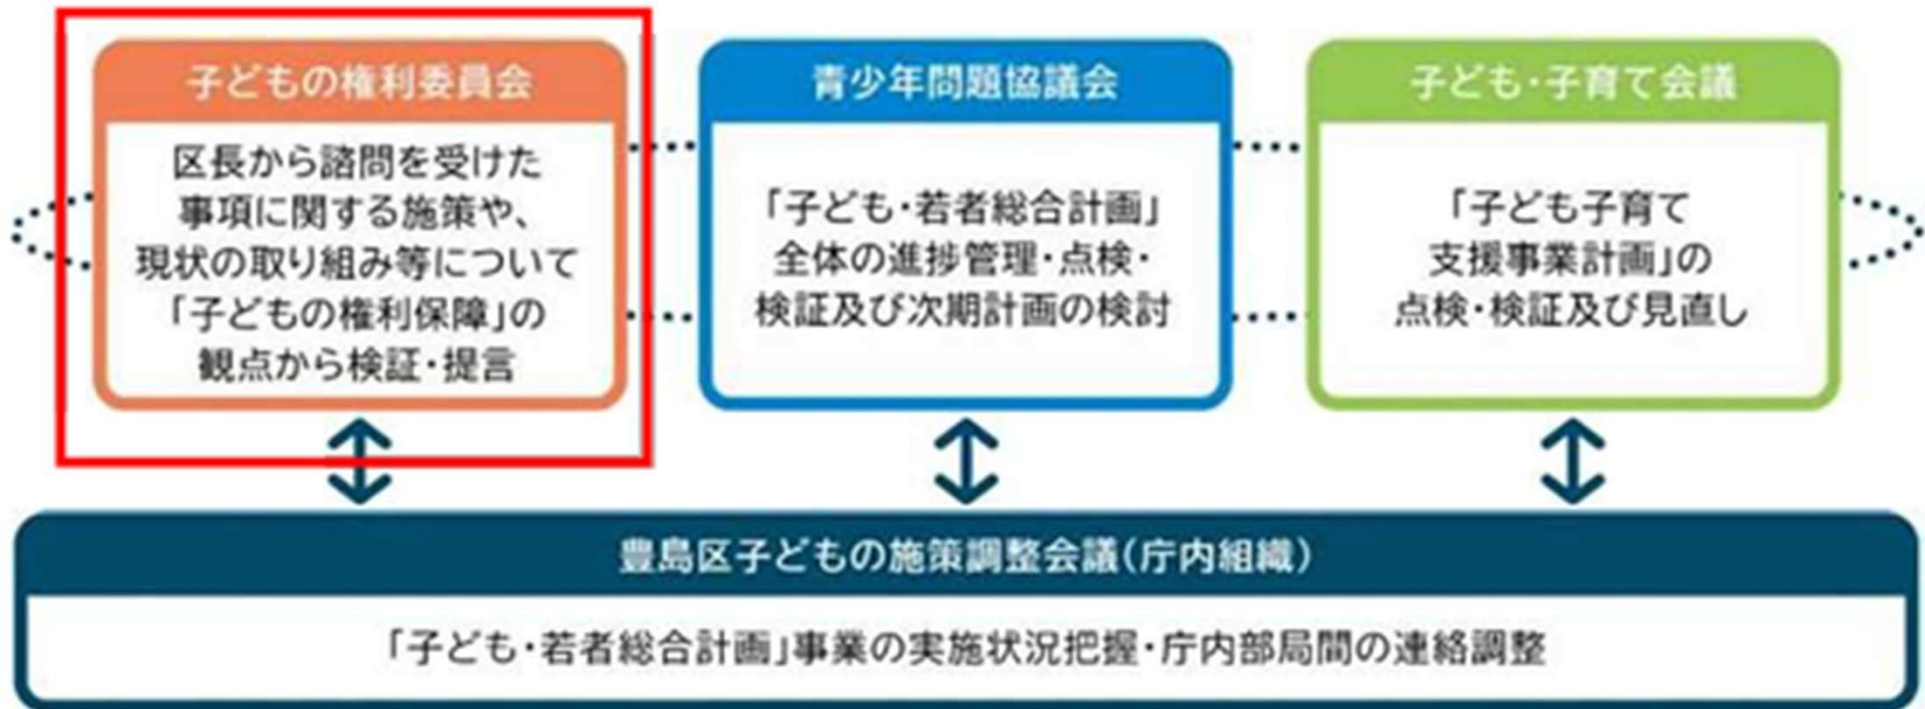 子どもの権利委員会
区長から諮問を受けた
事項に関する施策や、
現状の取り組み等について
「子どもの権利保障」の
観点から検証・提言
青少年問題協議会
「子ども・若者総合計画」
全体の進捗管理・点検・
検証及び次期計画の検討
子ども・子育て会議
「子ども子育て
支援事業計画」の
点検・検証及び見直し
豊島区子どもの施策調整会議(庁内組織)
「子ども・若者総合計画」事業の実施状況把握・庁内部局間の連絡調整